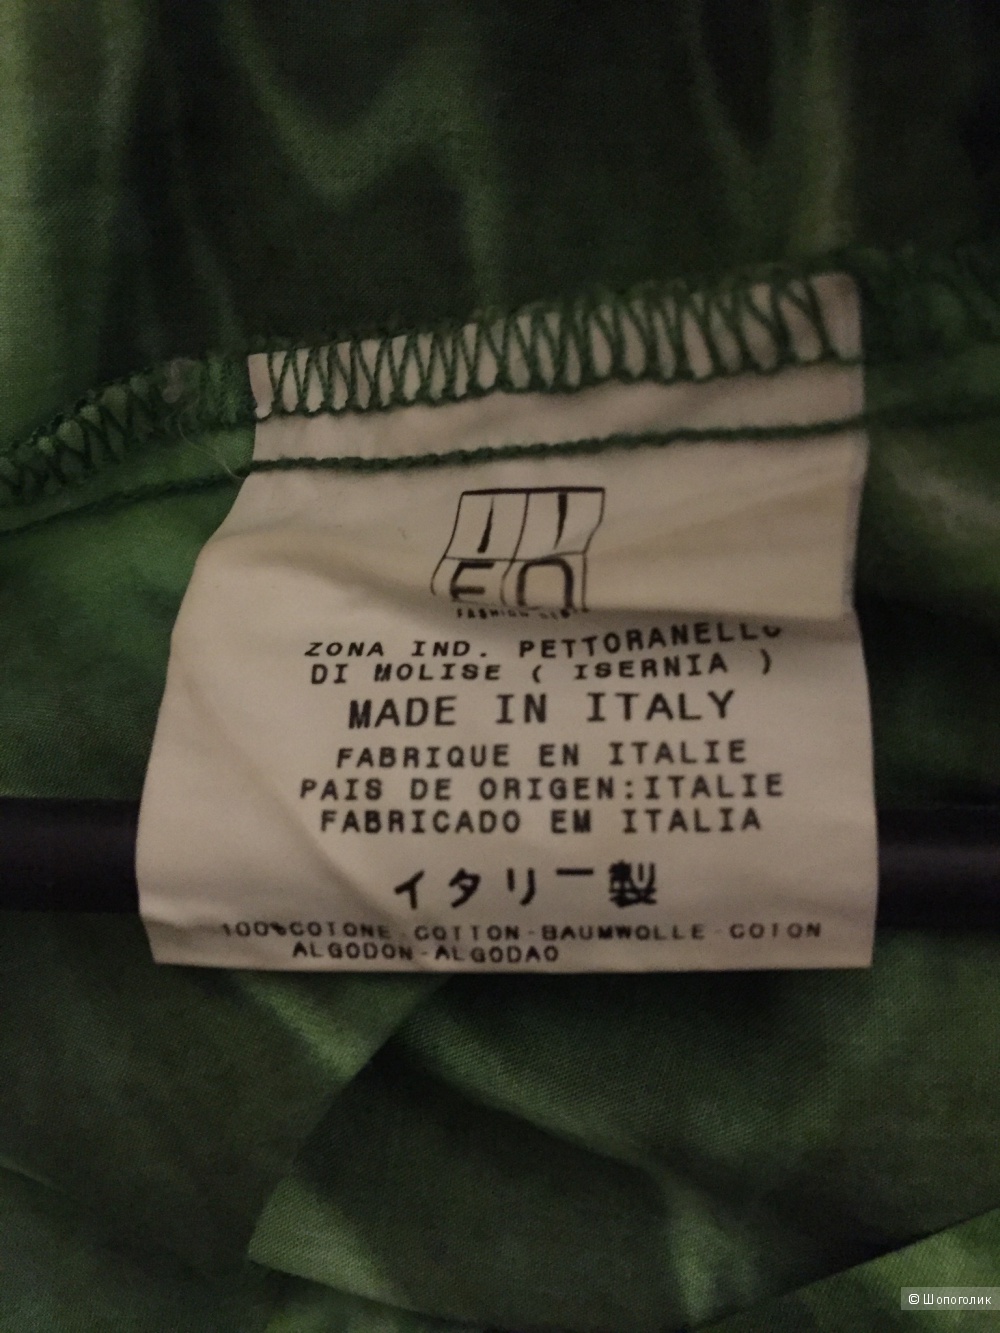 ZONA IND. PETTORANELLO
DI MOLISE ( ISERNIA )
MADE IN ITALY
FABRIQUE EN ITALIE
PAIS DE ORIGEN:ITALIE
FABRICADO EM ITALIA
イタリー製
100%COTONE-COTTON-BAUMWOLLE-COTON
ALGODON-ALGODAO
© Шопоголик